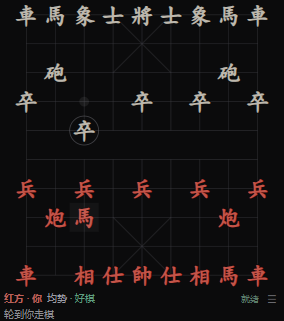 車馬象士將士象馬車
砲砲
卒卒卒卒
卒
兵兵兵兵兵
炮馬炮
車相仕帥仕相馬車
红方·你 均势·好棋 就绪 ☰
轮到你走棋